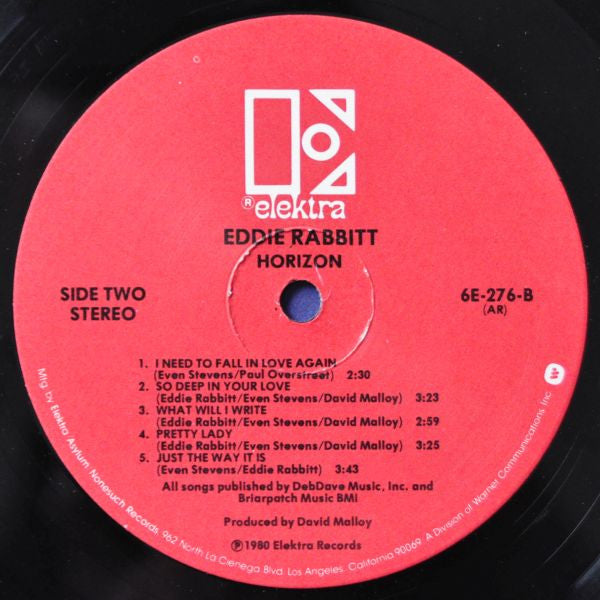 ® elektra
EDDIE RABBITT
HORIZON
SIDE TWO
STEREO
6E-276-B
(AR)
1. I NEED TO FALL IN LOVE AGAIN
(Even Stevens/Paul Overstreet) 2:30
2. SO DEEP IN YOUR LOVE
(Eddie Rabbitt/Even Stevens/David Malloy) 3:23
3. WHAT WILL I WRITE
(Eddie Rabbitt/Even Stevens/David Malloy) 2:59
4. PRETTY LADY
(Eddie Rabbitt/Even Stevens/David Malloy) 3:25
5. JUST THE WAY IT IS
(Even Stevens/Eddie Rabbitt) 3:43
All songs published by DebDave Music, Inc. and
Briarpatch Music BMI
Produced by David Malloy
℗1980 Elektra Records
Mfg. by Elektra Asylum Nonesuch Records, 962 North La Cienega Blvd. Los Angeles, California 90069. A Division of Warner Communications Inc.